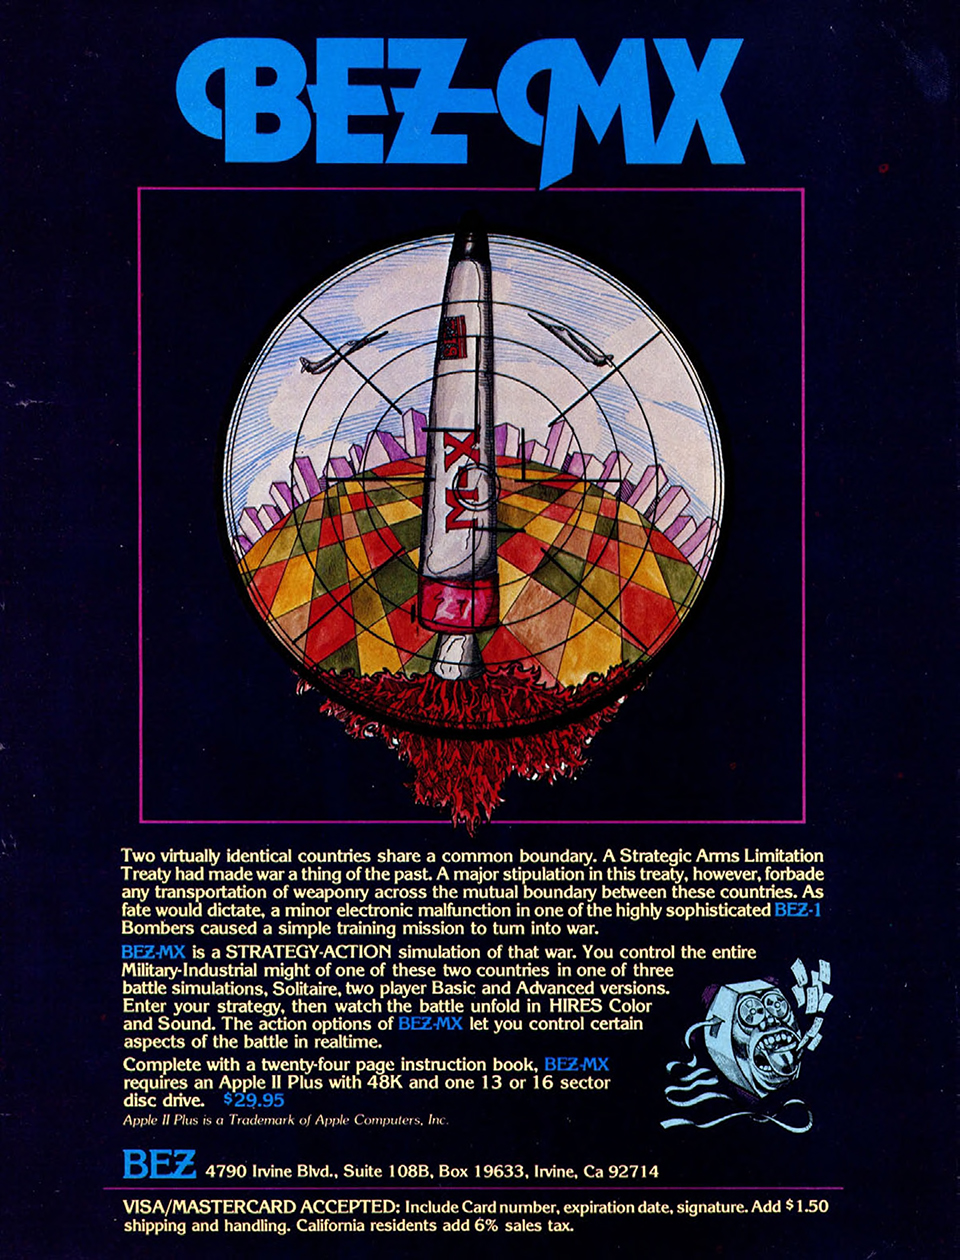 BEZ-MX
MX
27
Two virtually identical countries share a common boundary. A Strategic Arms Limitation
Treaty had made war a thing of the past. A major stipulation in this treaty, however, forbade
any transportation of weaponry across the mutual boundary between these countries. As
fate would dictate, a minor electronic malfunction in one of the highly sophisticated BEZ-1
Bombers caused a simple training mission to turn into war.
BEZ-MX is a STRATEGY-ACTION simulation of that war. You control the entire
Military-Industrial might of one of these two countries in one of three
battle simulations, Solitaire, two player Basic and Advanced versions.
Enter your strategy, then watch the battle unfold in HIRES Color
and Sound. The action options of BEZ-MX let you control certain
aspects of the battle in realtime.
Complete with a twenty-four page instruction book, BEZ-MX
requires an Apple II Plus with 48K and one 13 or 16 sector
disc drive. $29.95
Apple II Plus is a Trademark of Apple Computers, Inc.
BEZ 4790 Irvine Blvd., Suite 108B, Box 19633, Irvine, Ca 92714
VISA/MASTERCARD ACCEPTED: Include Card number, expiration date, signature. Add $1.50
shipping and handling. California residents add 6% sales tax.